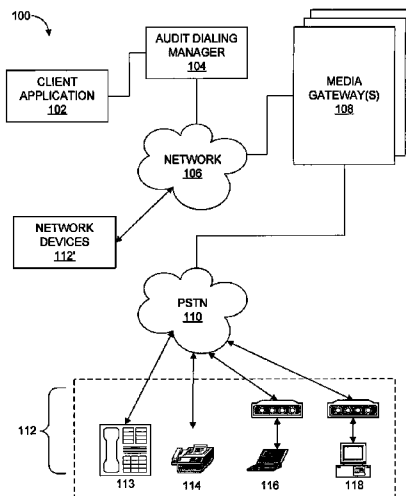 100
AUDIT DIALING
MANAGER
104
CLIENT
APPLICATION
102
MEDIA
GATEWAY(S)
108
NETWORK
106
NETWORK
DEVICES
112'
PSTN
110
112
113
114
116
118